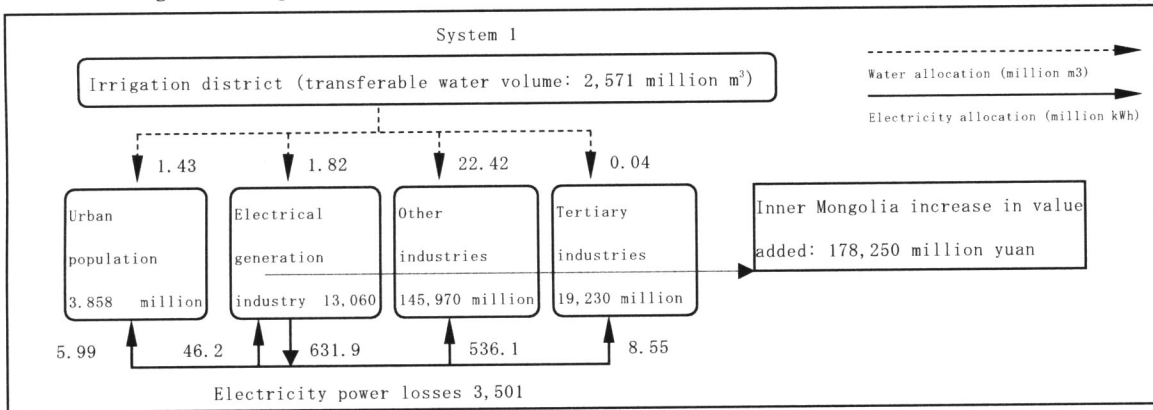 System 1
Irrigation district (transferable water volume: 2,571 million m³)
Water allocation (million m3)
Electricity allocation (million kWh)
1.43
1.82
22.42
0.04
Urban
population
3.858 million
Electrical
generation
industry 13,060
Other
industries
145,970 million
Tertiary
industries
19,230 million
Inner Mongolia increase in value
added: 178,250 million yuan
5.99
46.2
631.9
536.1
8.55
Electricity power losses 3,501